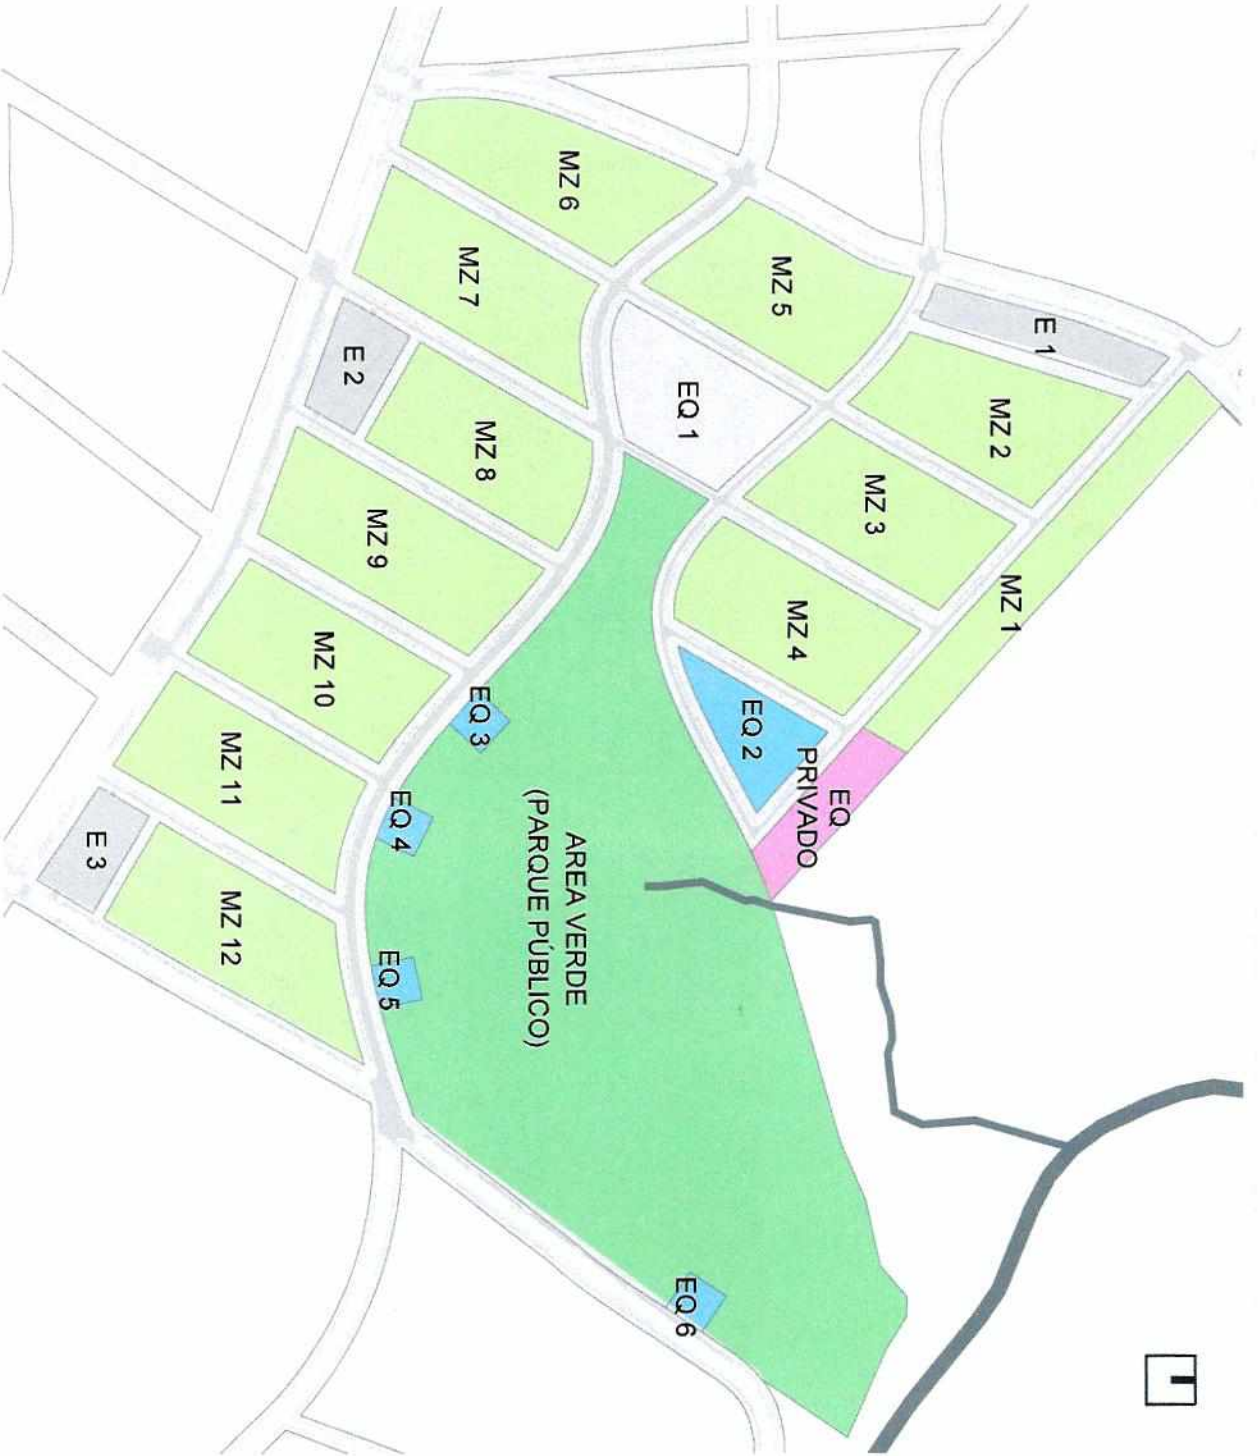 MZ 1
E 1
MZ 2
MZ 3
MZ 4
MZ 5
EQ 1
EQ 2
EQ
PRIVADO
MZ 6
MZ 7
MZ 8
E 2
MZ 9
MZ 10
MZ 11
MZ 12
E 3
EQ 3
EQ 4
EQ 5
EQ 6
AREA VERDE
(PARQUE PÚBLICO)